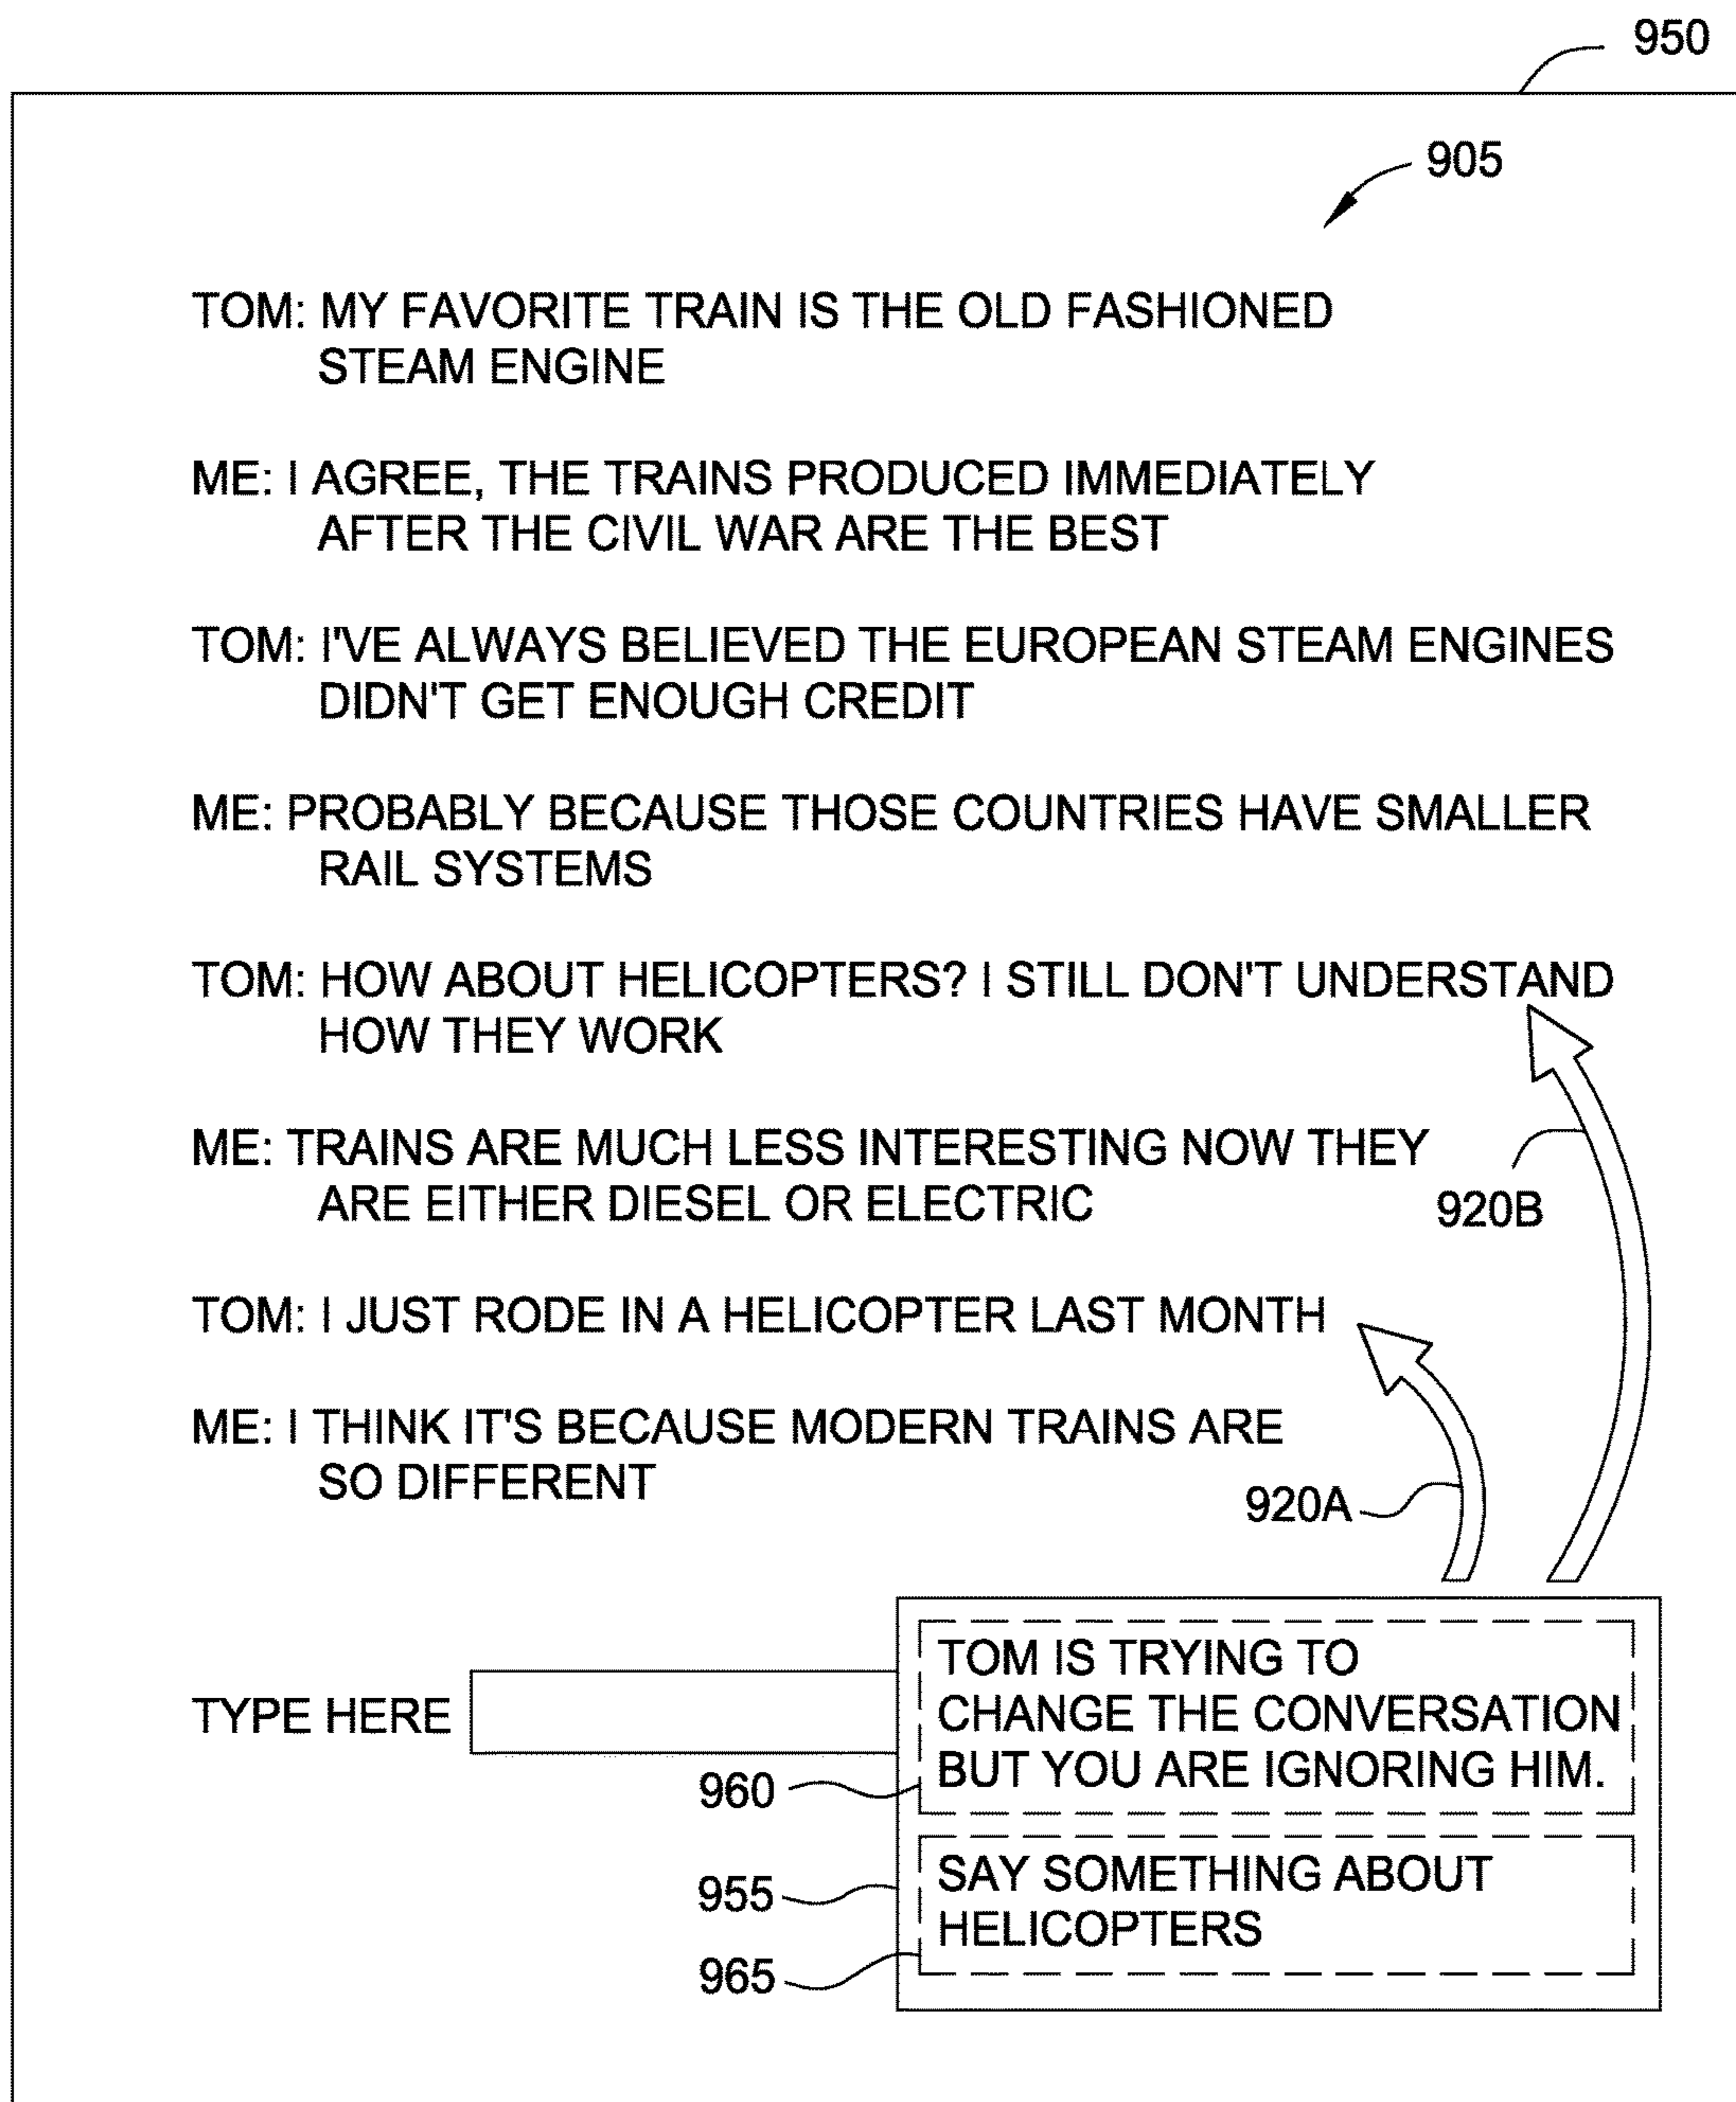 950
905
TOM: MY FAVORITE TRAIN IS THE OLD FASHIONED
STEAM ENGINE
ME: I AGREE, THE TRAINS PRODUCED IMMEDIATELY
AFTER THE CIVIL WAR ARE THE BEST
TOM: I'VE ALWAYS BELIEVED THE EUROPEAN STEAM ENGINES
DIDN'T GET ENOUGH CREDIT
ME: PROBABLY BECAUSE THOSE COUNTRIES HAVE SMALLER
RAIL SYSTEMS
TOM: HOW ABOUT HELICOPTERS? I STILL DON'T UNDERSTAND
HOW THEY WORK
ME: TRAINS ARE MUCH LESS INTERESTING NOW THEY
ARE EITHER DIESEL OR ELECTRIC
920B
TOM: I JUST RODE IN A HELICOPTER LAST MONTH
ME: I THINK IT'S BECAUSE MODERN TRAINS ARE
SO DIFFERENT
920A
TYPE HERE
TOM IS TRYING TO
CHANGE THE CONVERSATION
BUT YOU ARE IGNORING HIM.
960
SAY SOMETHING ABOUT
HELICOPTERS
955
965